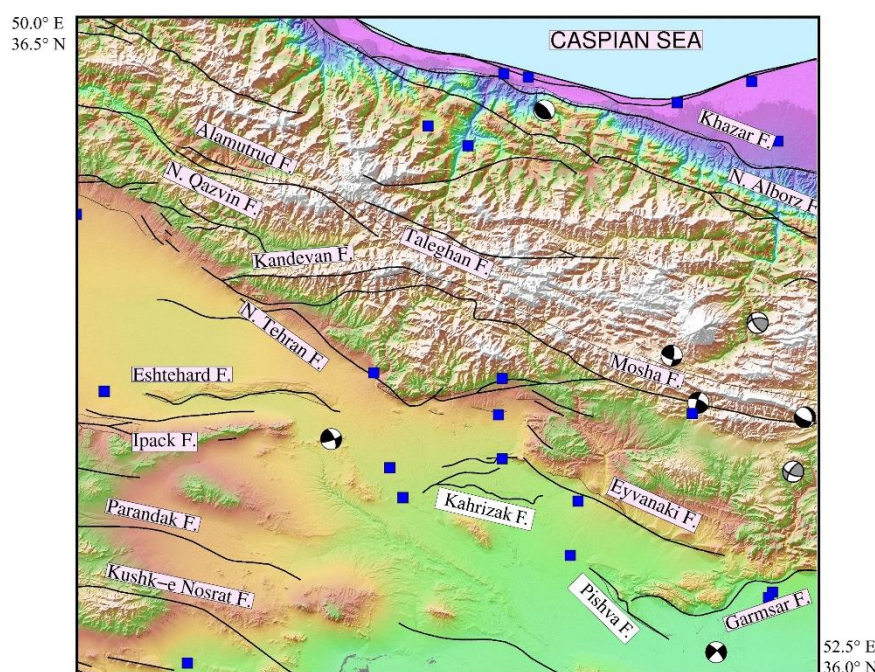 50.0° E
36.5° N
CASPIAN SEA
Khazar F.
Alamutrud F.
N. Alborz F
N. Qazvin F.
Taleghan F.
Kandevan F.
N. Tehran F.
Mosha F.
Eshtehard F.
Ipack F.
Eyvanaki F.
Kahrizak F.
Parandak F.
Kushk-e Nosrat F.
Pishva F.
Garmsar F.
52.5° E
36.0° N